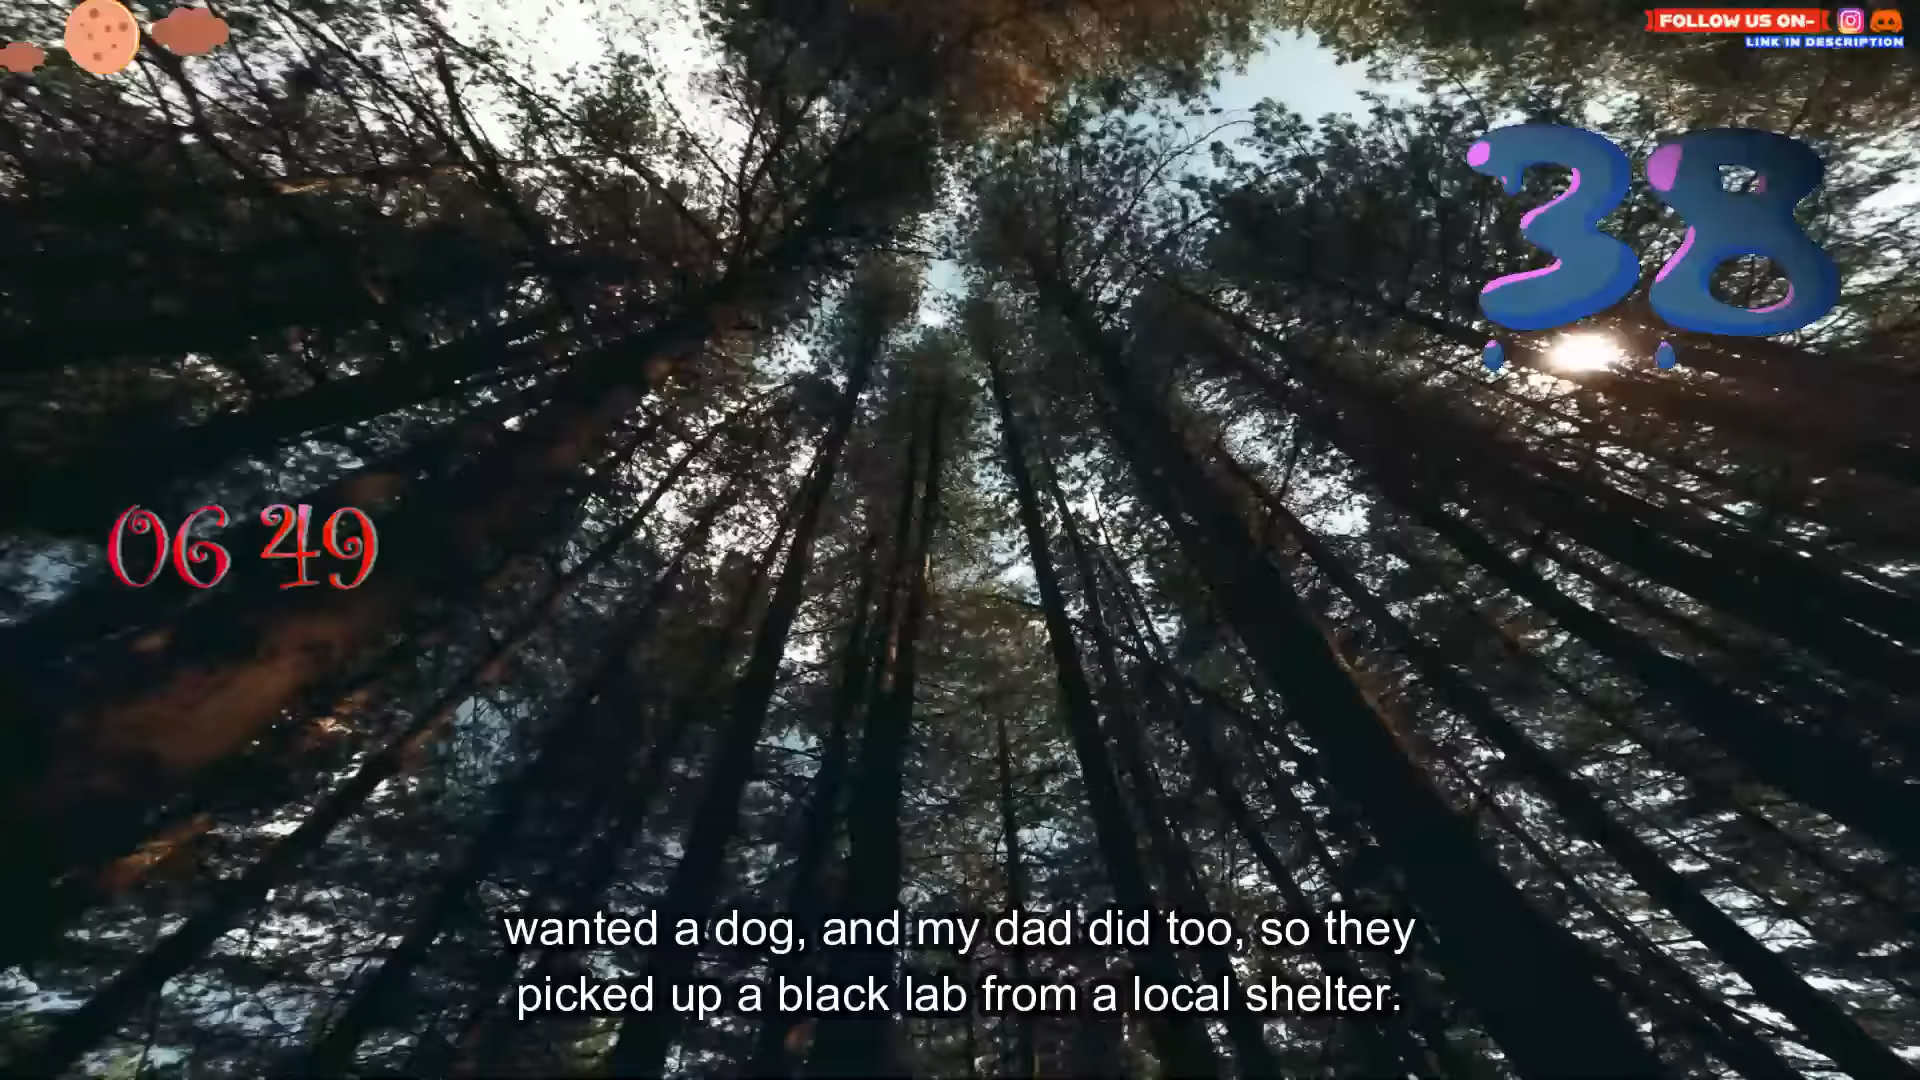 FOLLOW US ON-
LINK IN DESCRIPTION
38
06 49
wanted a dog, and my dad did too, so they
picked up a black lab from a local shelter.